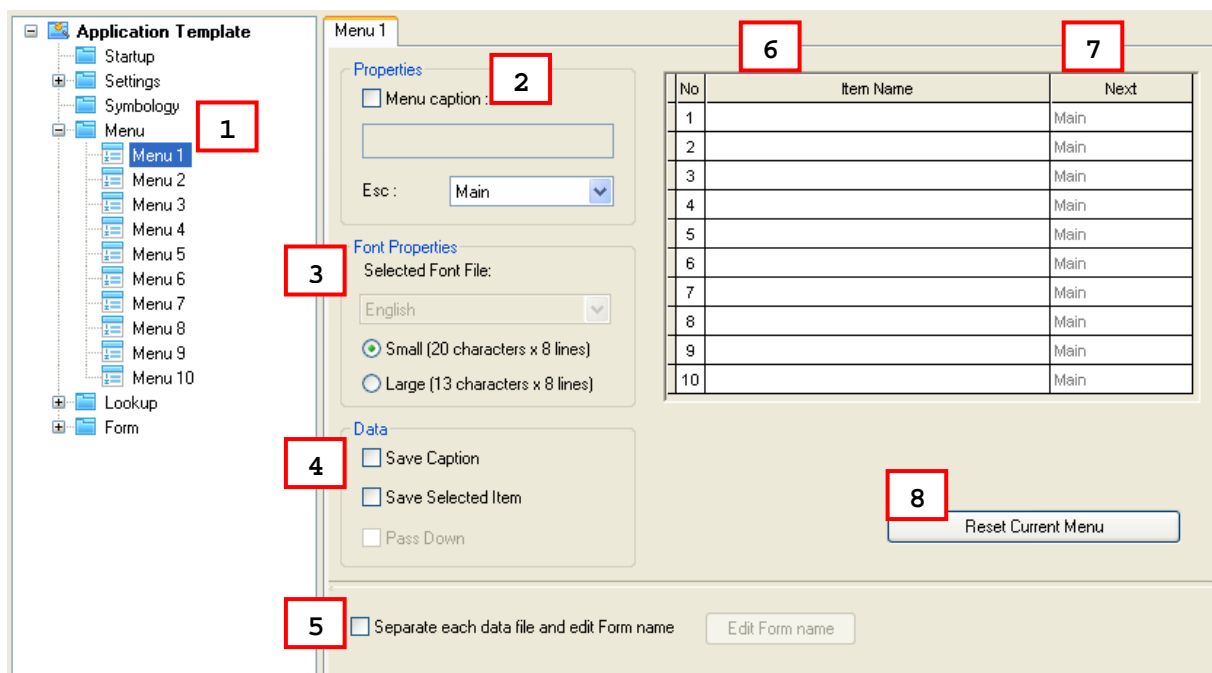 Application Template
Startup
Settings
Symbology
Menu
1
Menu 1
Menu 2
Menu 3
Menu 4
Menu 5
Menu 6
Menu 7
Menu 8
Menu 9
Menu 10
Lookup
Form
Menu 1
Properties
2
Menu caption :
Esc : Main
3
Font Properties
Selected Font File:
English
Small (20 characters x 8 lines)
Large (13 characters x 8 lines)
4
Data
Save Caption
Save Selected Item
Pass Down
5
Separate each data file and edit Form name Edit Form name
6 7
No Item Name Next
1 Main
2 Main
3 Main
4 Main
5 Main
6 Main
7 Main
8 Main
9 Main
10 Main
8
Reset Current Menu